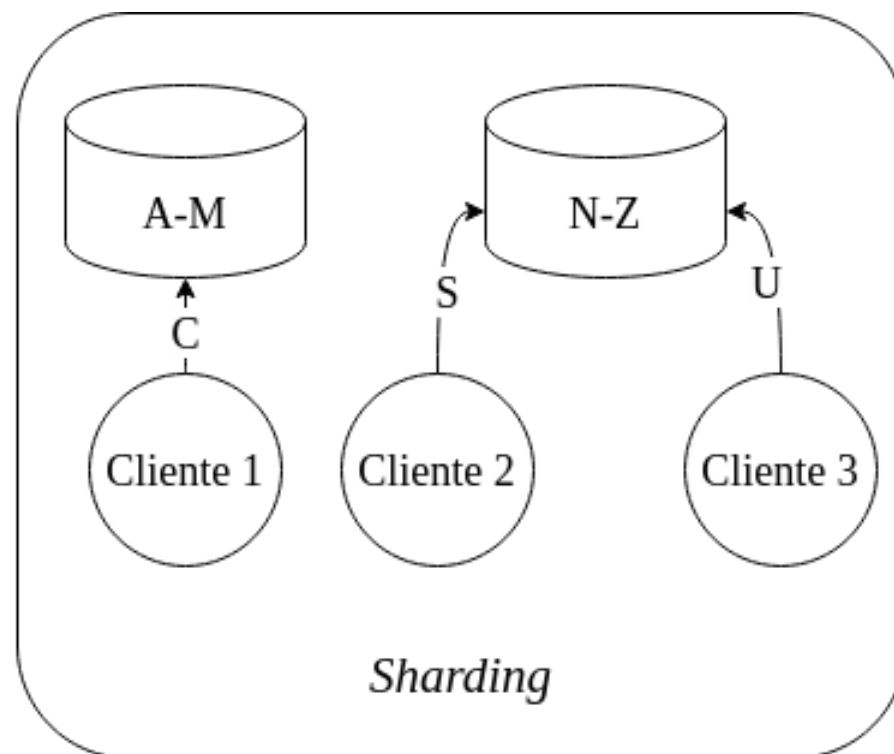 A-M
N-Z
S
U
C
Cliente 1
Cliente 2
Cliente 3
Sharding